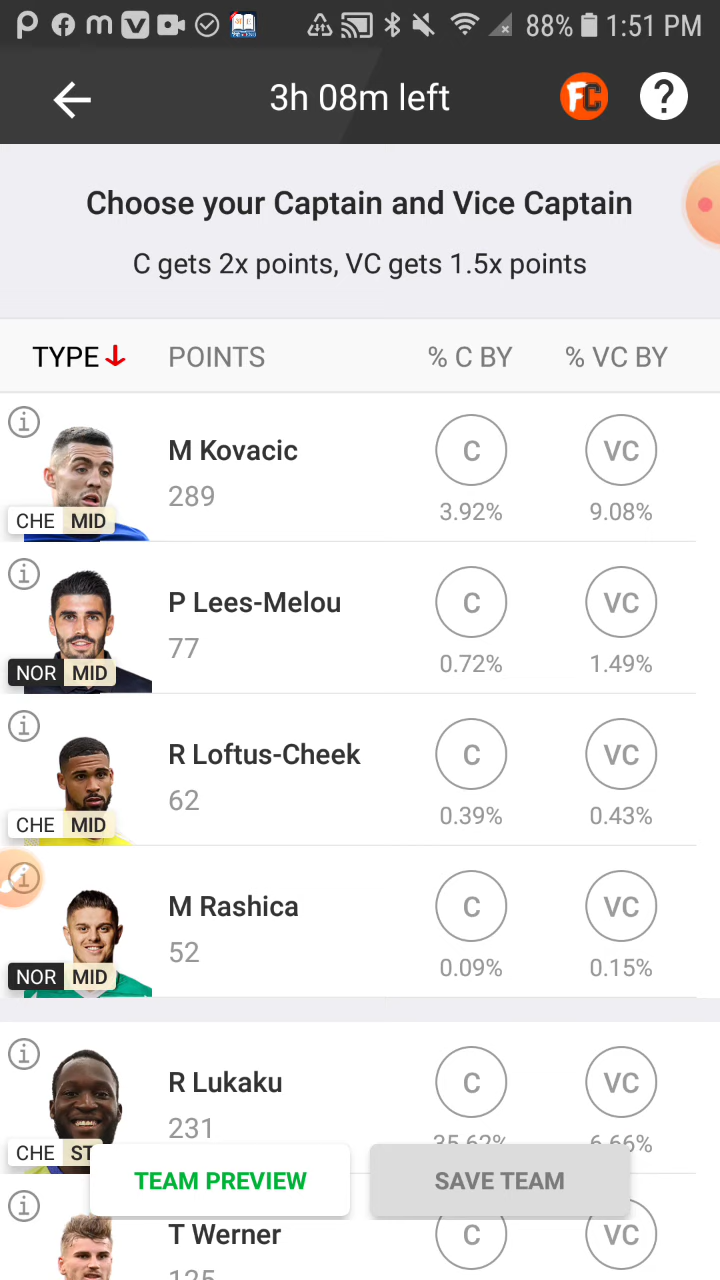 88% 1:51 PM
3h 08m left
FC
?
Choose your Captain and Vice Captain
C gets 2x points, VC gets 1.5x points
TYPE POINTS % C BY % VC BY
M Kovacic
289
C VC
3.92% 9.08%
CHE MID
P Lees-Melou
77
C VC
0.72% 1.49%
NOR MID
R Loftus-Cheek
62
C VC
0.39% 0.43%
CHE MID
M Rashica
52
C VC
0.09% 0.15%
NOR MID
R Lukaku
231
C VC
35.62% 6.66%
CHE ST
TEAM PREVIEW SAVE TEAM
T Werner
125
C VC